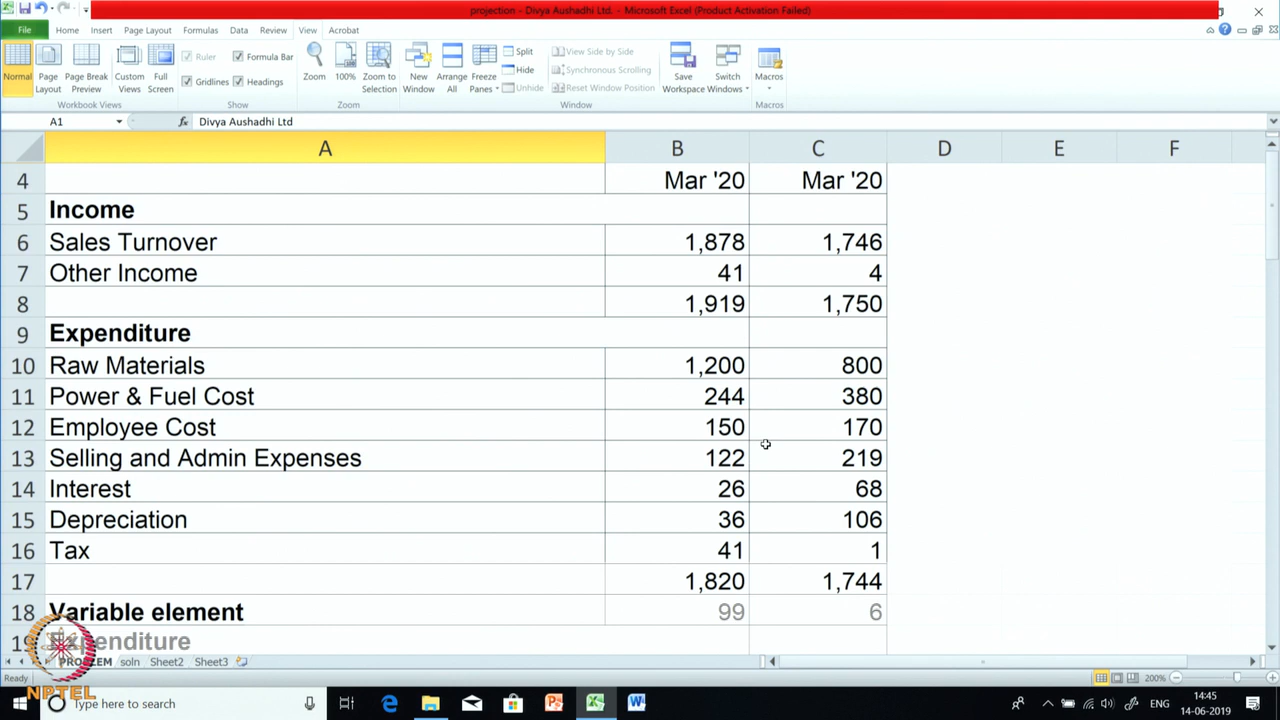 projection - Divya Aushadhi Ltd. - Microsoft Excel (Product Activation Failed)
File Home Insert Page Layout Formulas Data Review View Acrobat
Normal Page Layout Page Break Preview Custom Views Full Screen Ruler Formula Bar Gridlines Headings Zoom 100% Zoom to Selection New Window Arrange All Freeze Panes Split Hide Unhide View Side by Side Synchronous Scrolling Reset Window Position Save Workspace Switch Windows Macros
Workbook Views Show Zoom Window Macros
A1 fx Divya Aushadhi Ltd
A B C D E F
4 Mar '20 Mar '20
5 Income
6 Sales Turnover 1,878 1,746
7 Other Income 41 4
8 1,919 1,750
9 Expenditure
10 Raw Materials 1,200 800
11 Power & Fuel Cost 244 380
12 Employee Cost 150 170
13 Selling and Admin Expenses 122 219
14 Interest 26 68
15 Depreciation 36 106
16 Tax 41 1
17 1,820 1,744
18 Variable element 99 6
19 Expenditure
PROBLEM soln Sheet2 Sheet3
Ready 200%
NPTEL
Type here to search
ENG 14:45
14-06-2019